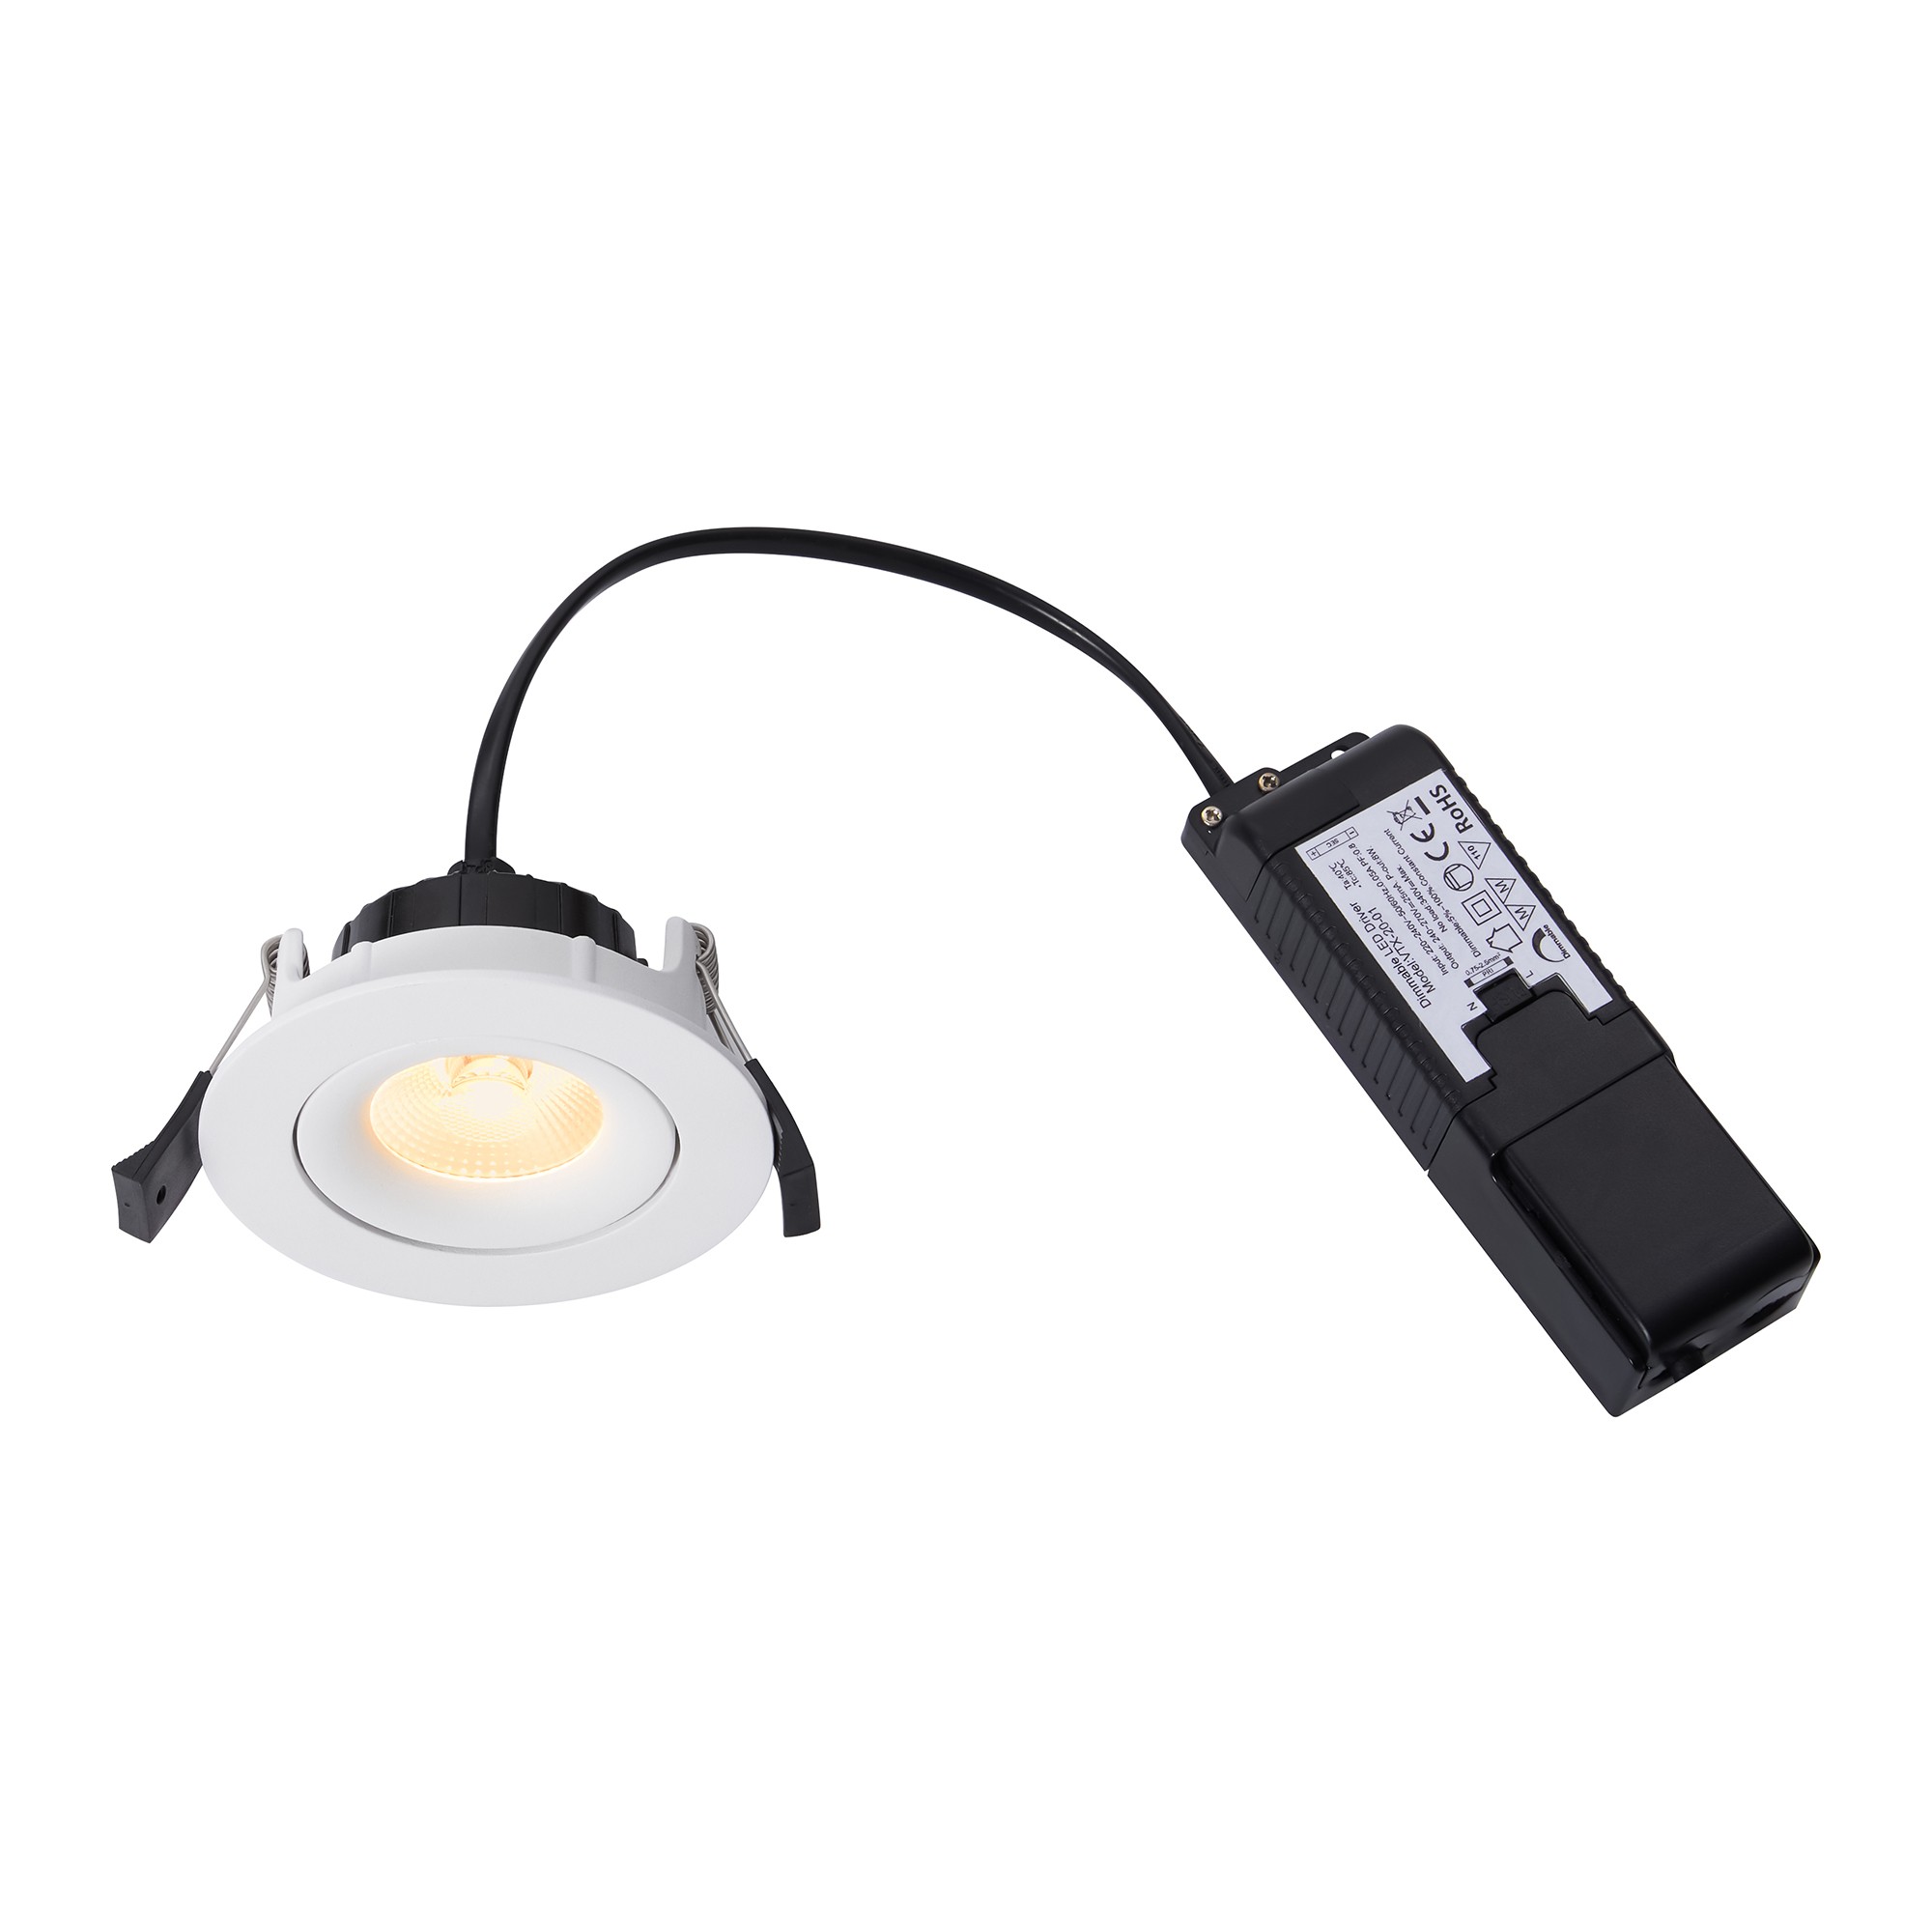 Dimmable LED Driver
Model:VTX-20-01
Input: 220~240V~50/60Hz,0.05A PF:0.8
Output: 240~270V⎓25mA, P-out:6W.
No load 340V⎓Max.
Dimmable:5%~100%. Constant Current
Ta:40℃
•Tc:85℃
- SEC +
N PRI L
0.75-2.5mm²
Dimmable
M M 110
CE RoHS